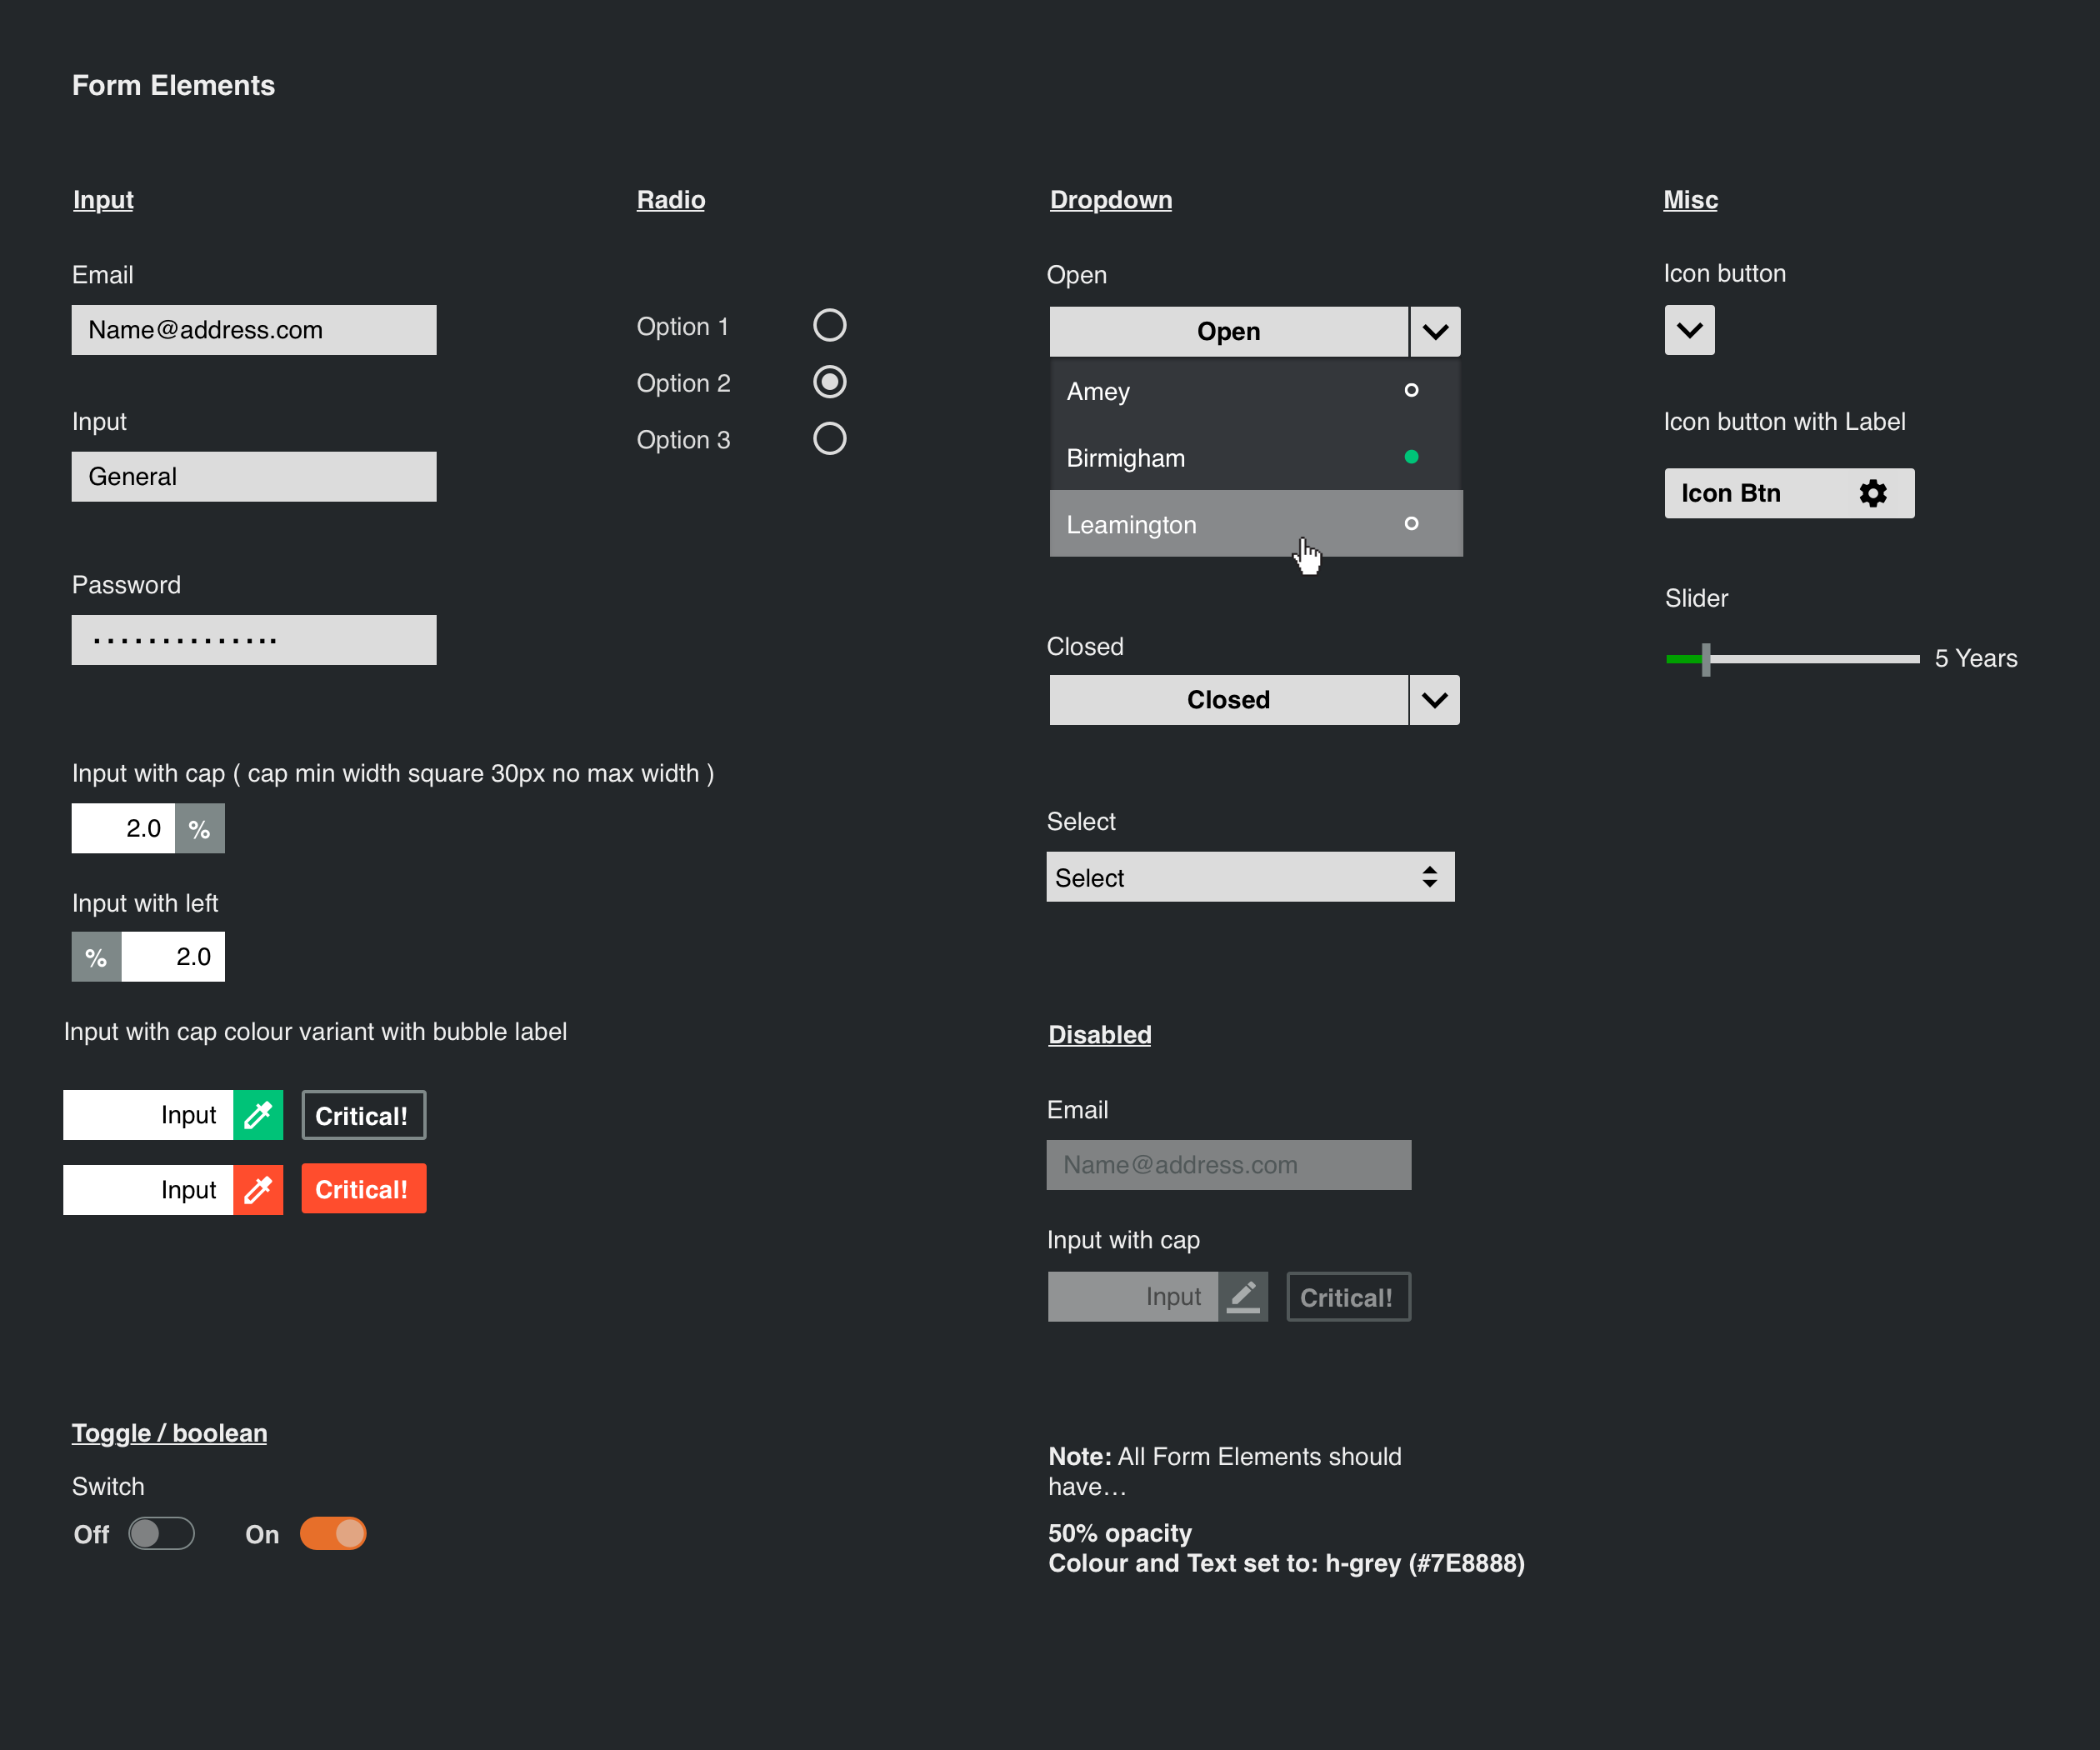 Form Elements
Input
Email
Name@address.com
Input
General
Password
Input with cap ( cap min width square 30px no max width )
2.0 %
Input with left
% 2.0
Input with cap colour variant with bubble label
Input Critical!
Input Critical!
Toggle / boolean
Switch
Off On
Radio
Option 1
Option 2
Option 3
Dropdown
Open
Open
Amey
Birmigham
Leamington
Closed
Closed
Select
Select
Disabled
Email
Name@address.com
Input with cap
Input Critical!
Note: All Form Elements should
have…
50% opacity
Colour and Text set to: h-grey (#7E8888)
Misc
Icon button
Icon button with Label
Icon Btn
Slider
5 Years